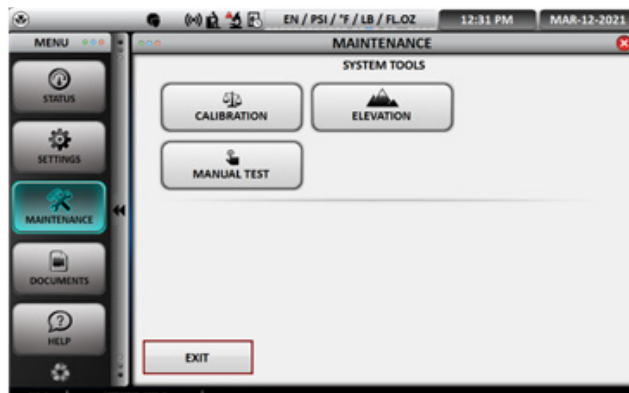 EN / PSI / °F / LB / FL.OZ
12:31 PM
MAR-12-2021
MENU
MAINTENANCE
SYSTEM TOOLS
STATUS
SETTINGS
MAINTENANCE
DOCUMENTS
HELP
CALIBRATION
ELEVATION
MANUAL TEST
EXIT